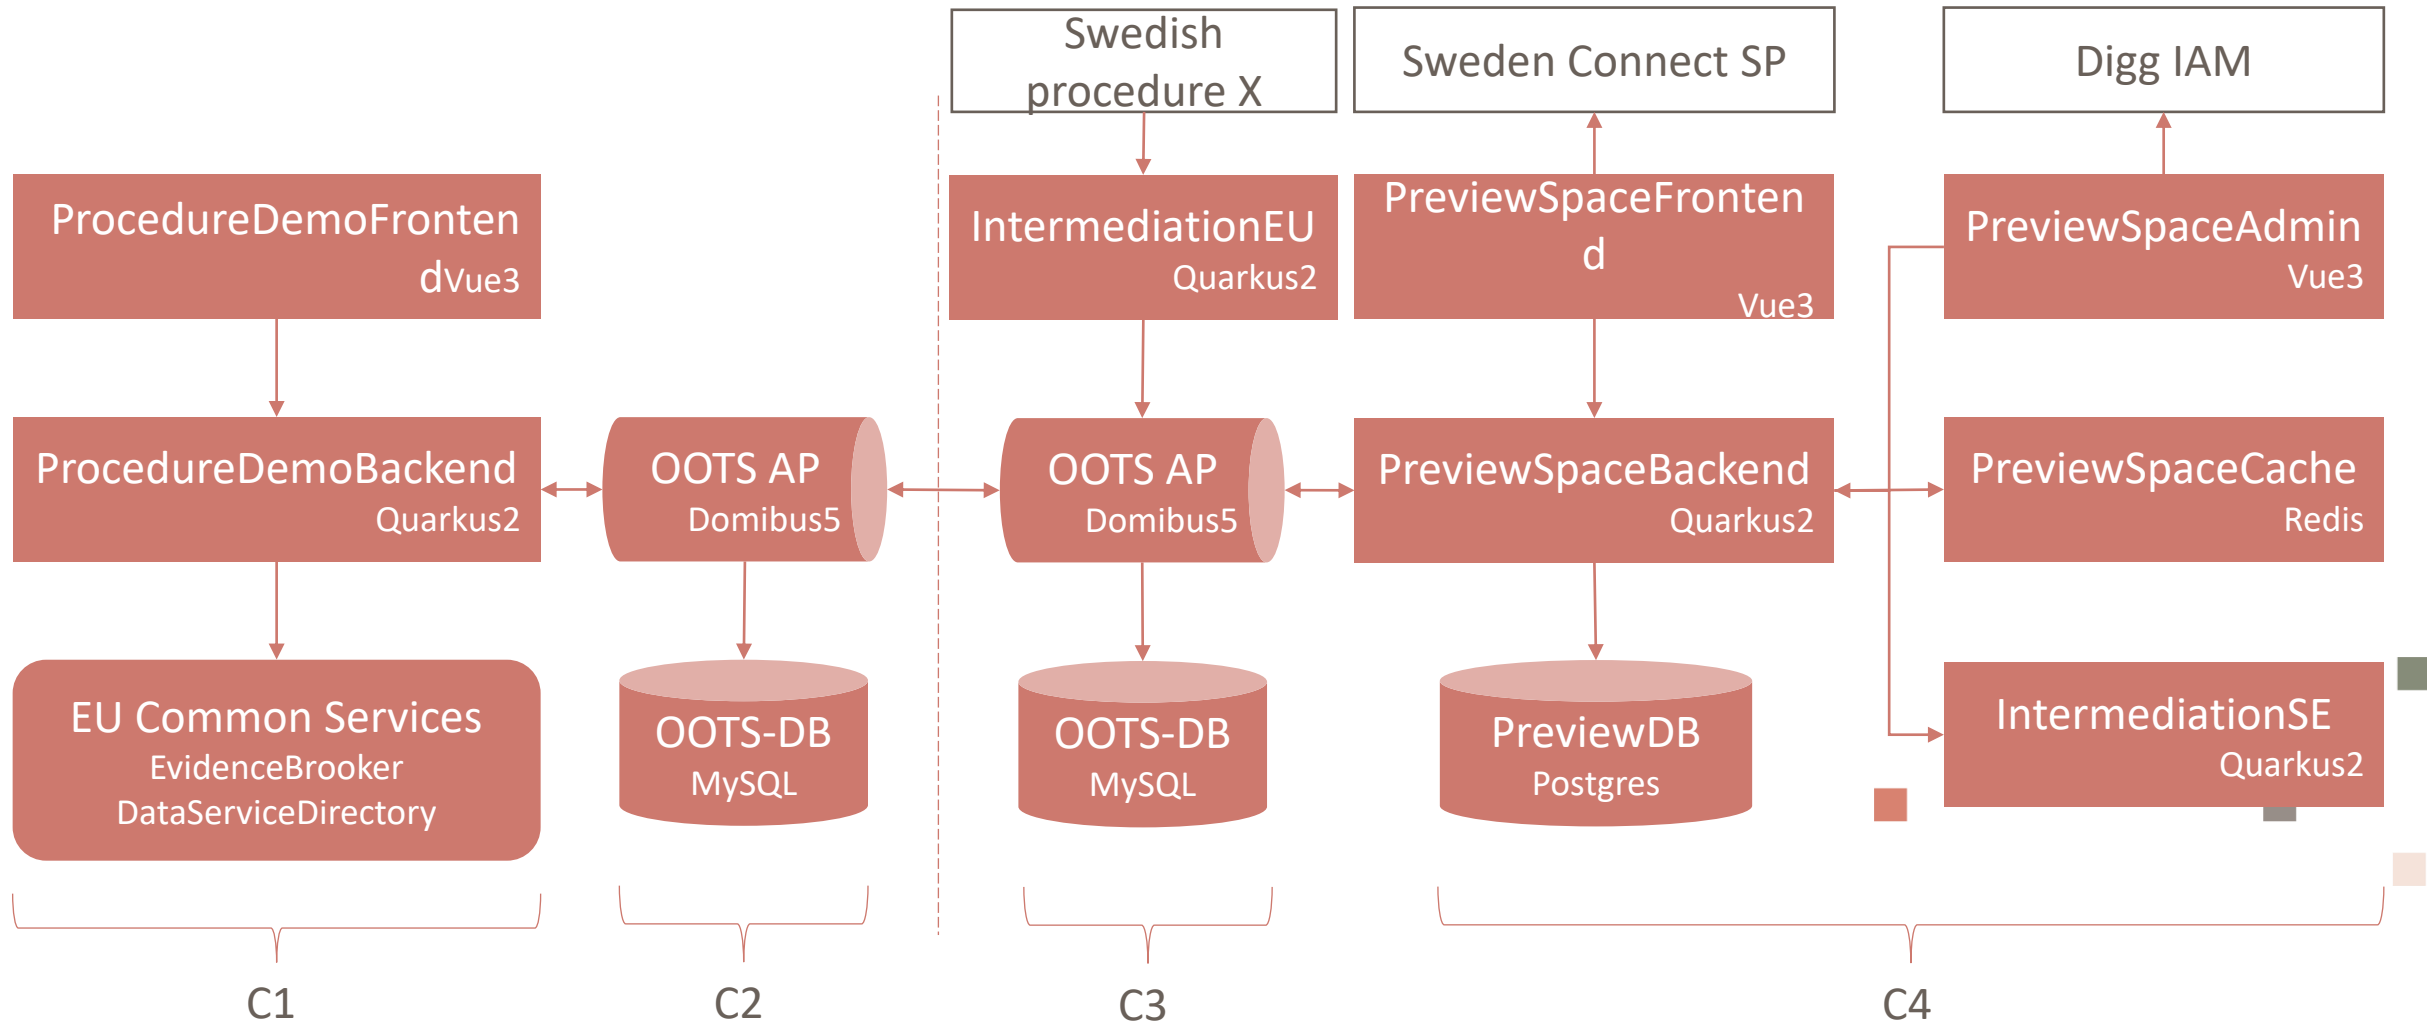 Swedish
procedure X
Sweden Connect SP
Digg IAM
ProcedureDemoFronten
dVue3
IntermediationEU
Quarkus2
PreviewSpaceFronten
d
Vue3
PreviewSpaceAdmin
Vue3
ProcedureDemoBackend
Quarkus2
OOTS AP
Domibus5
OOTS AP
Domibus5
PreviewSpaceBackend
Quarkus2
PreviewSpaceCache
Redis
EU Common Services
EvidenceBrooker
DataServiceDirectory
OOTS-DB
MySQL
OOTS-DB
MySQL
PreviewDB
Postgres
IntermediationSE
Quarkus2
C1
C2
C3
C4